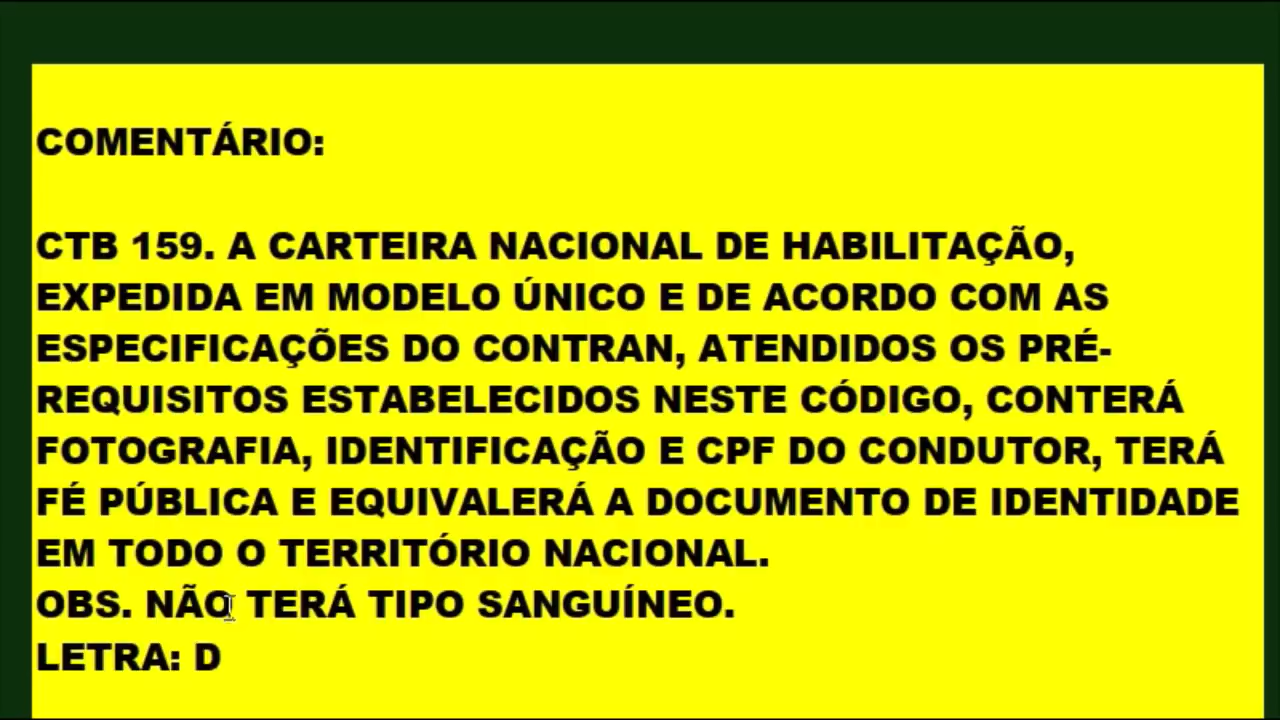 COMENTÁRIO:
CTB 159. A CARTEIRA NACIONAL DE HABILITAÇÃO,
EXPEDIDA EM MODELO ÚNICO E DE ACORDO COM AS
ESPECIFICAÇÕES DO CONTRAN, ATENDIDOS OS PRÉ-
REQUISITOS ESTABELECIDOS NESTE CÓDIGO, CONTERÁ
FOTOGRAFIA, IDENTIFICAÇÃO E CPF DO CONDUTOR, TERÁ
FÉ PÚBLICA E EQUIVALERÁ A DOCUMENTO DE IDENTIDADE
EM TODO O TERRITÓRIO NACIONAL.
OBS. NÃO TERÁ TIPO SANGUÍNEO.
LETRA: D